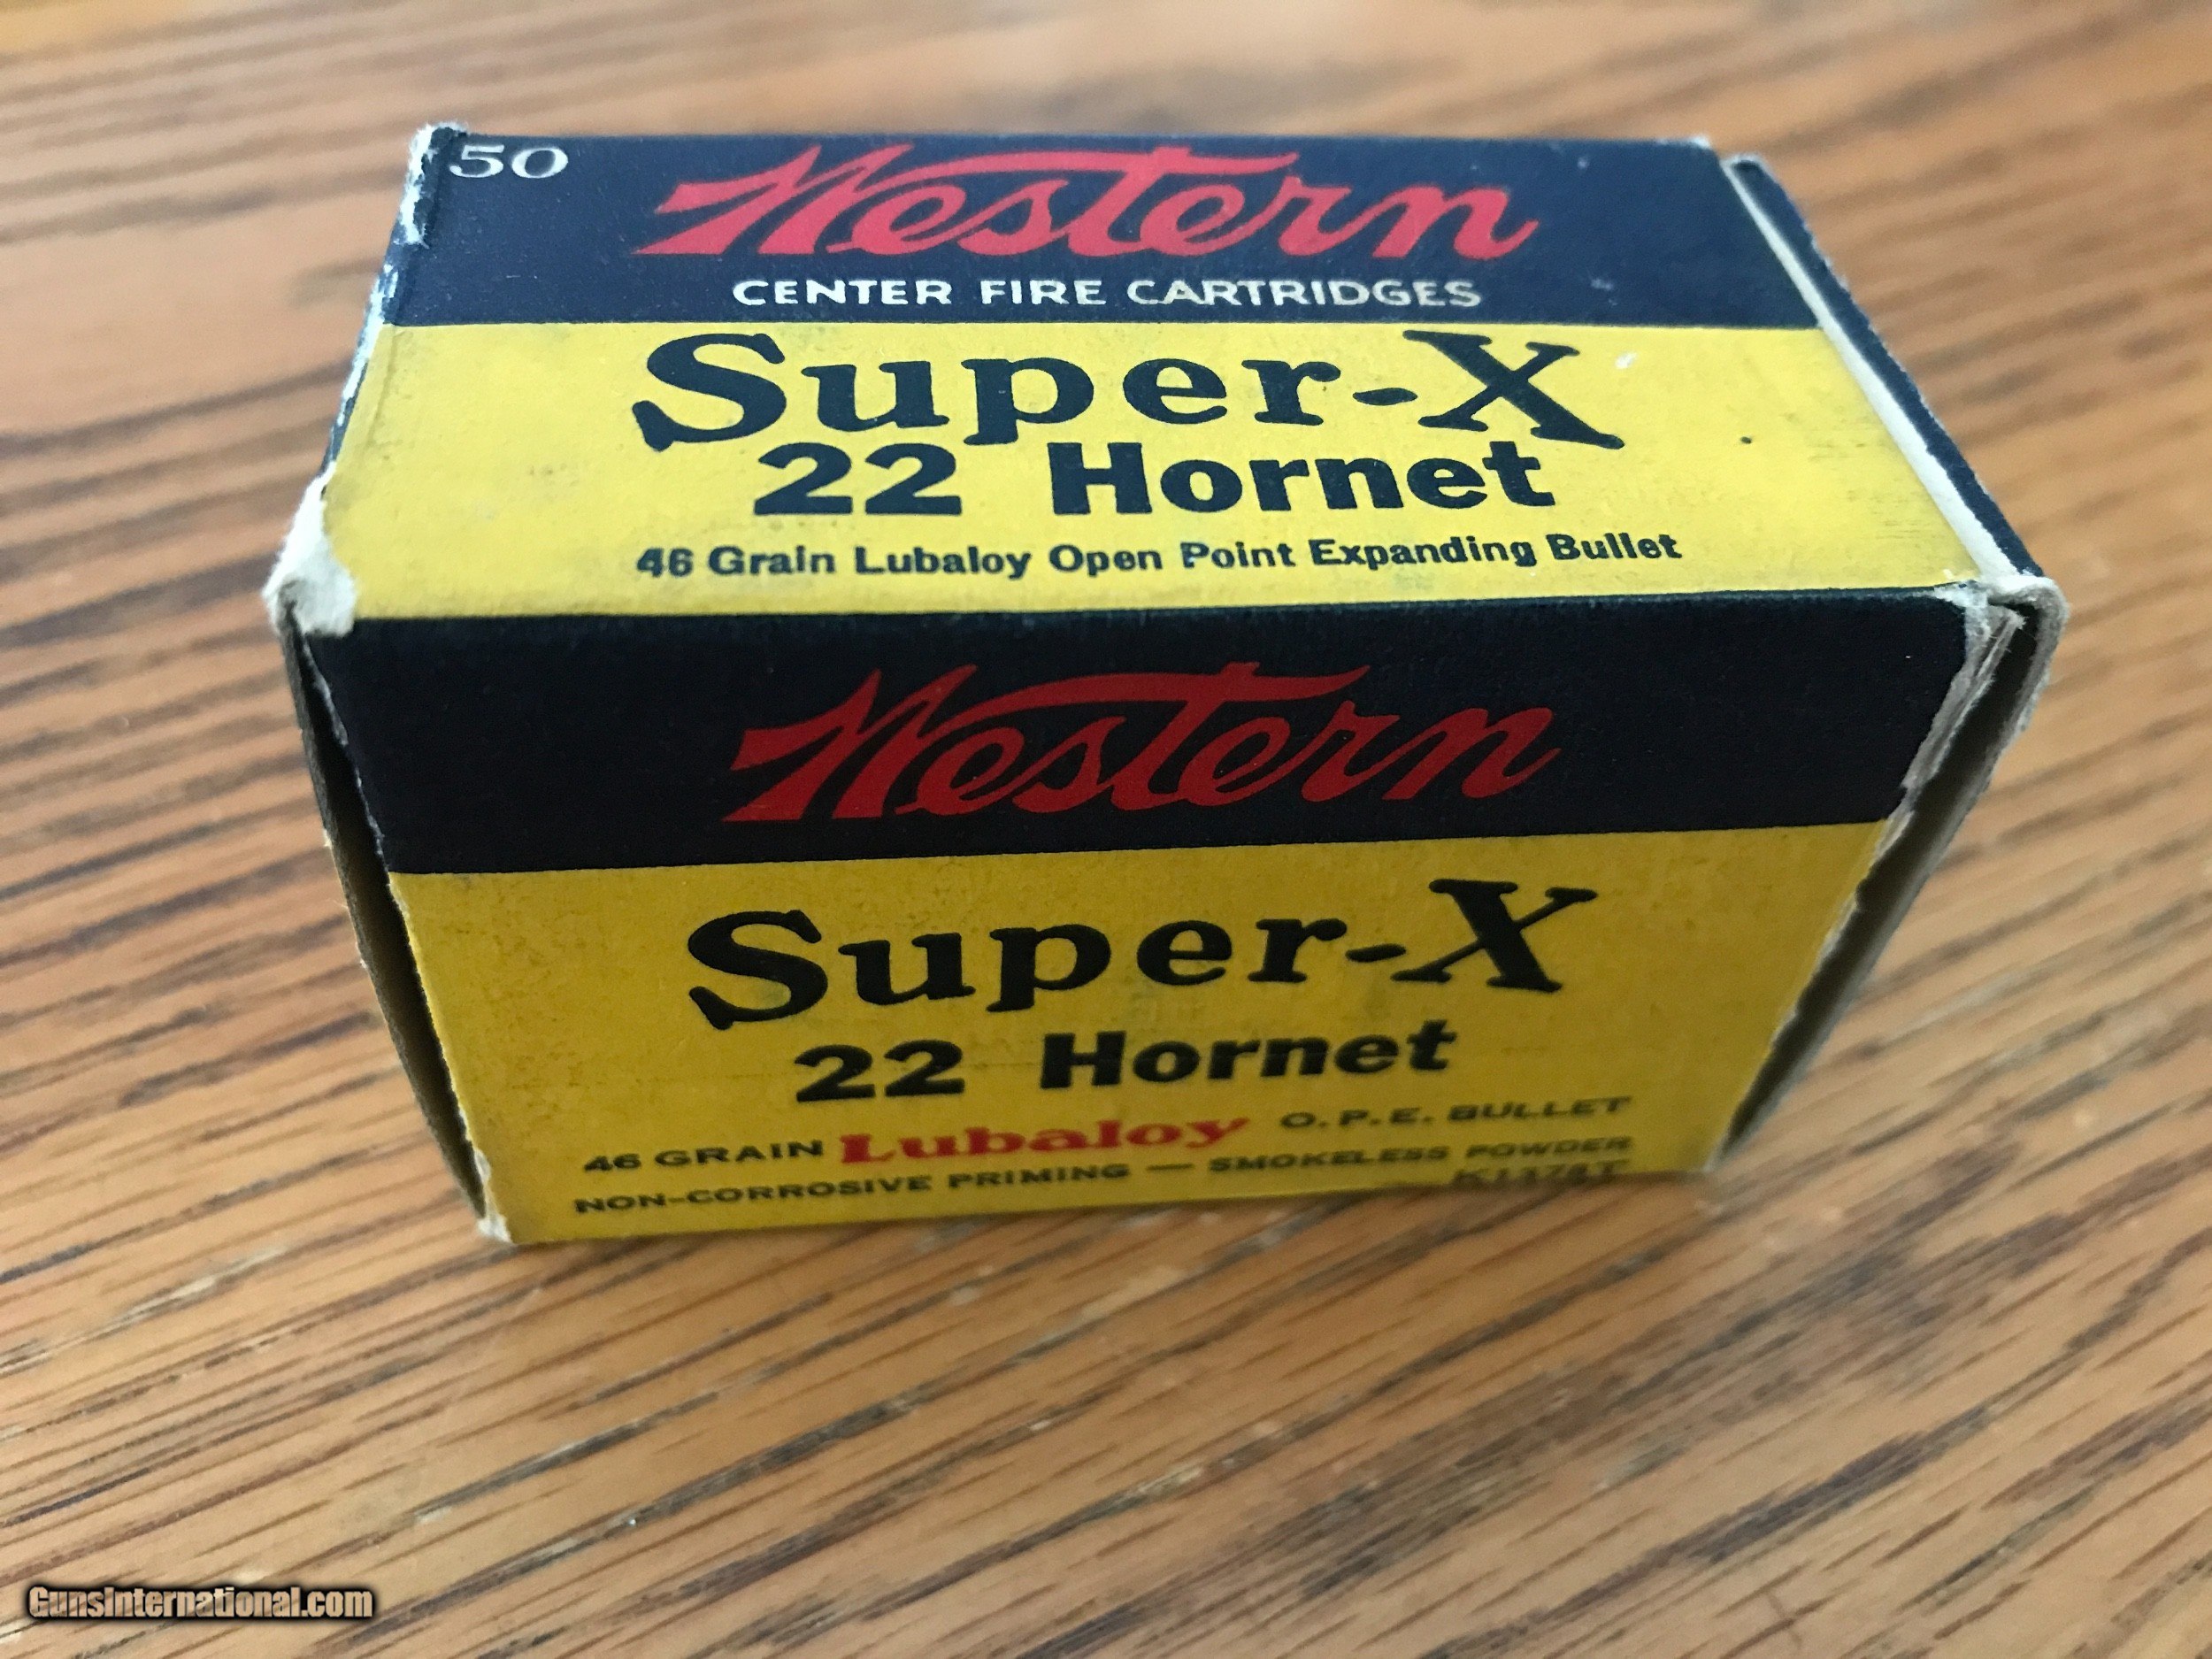 50
Western
CENTER FIRE CARTRIDGES
Super-X
22 Hornet
46 Grain Lubaloy Open Point Expanding Bullet
Western
Super-X
22 Hornet
46 GRAIN Lubaloy O.P.E. BULLET
NON-CORROSIVE PRIMING — SMOKELESS POWDER
GunsInternational.com